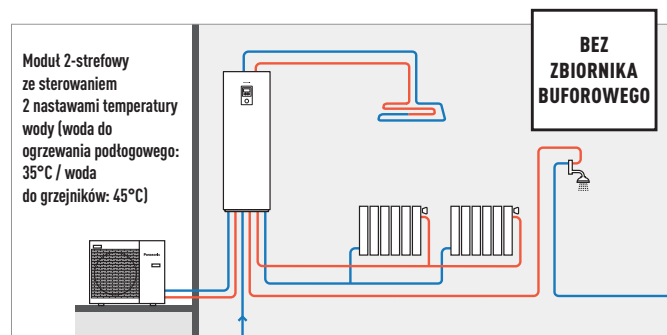 Moduł 2-strefowy
ze sterowaniem
2 nastawami temperatury
wody (woda do
ogrzewania podłogowego:
35°C / woda
do grzejników: 45°C)
BEZ
ZBIORNIKA
BUFOROWEGO
Panasonic